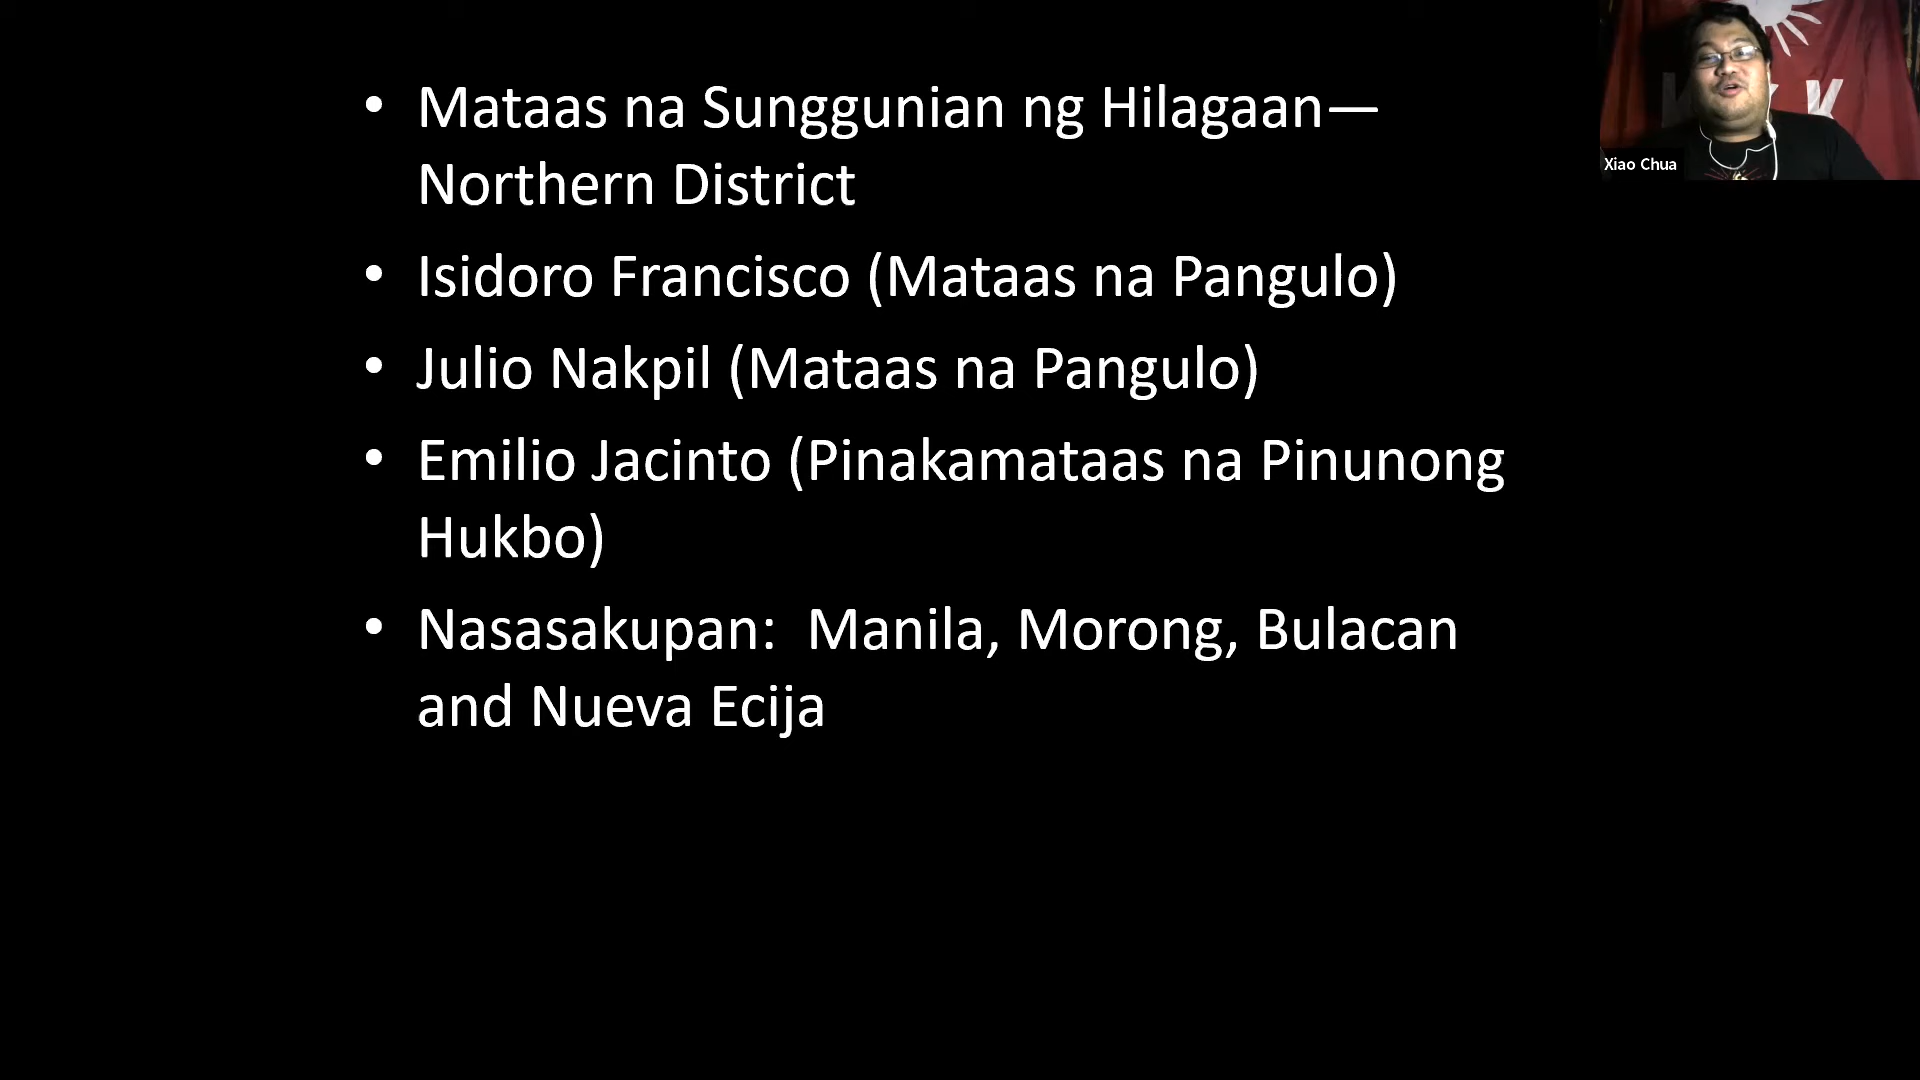 • Mataas na Sunggunian ng Hilagaan—
Northern District
• Isidoro Francisco (Mataas na Pangulo)
• Julio Nakpil (Mataas na Pangulo)
• Emilio Jacinto (Pinakamataas na Pinunong
Hukbo)
• Nasasakupan:  Manila, Morong, Bulacan
and Nueva Ecija
Xiao Chua